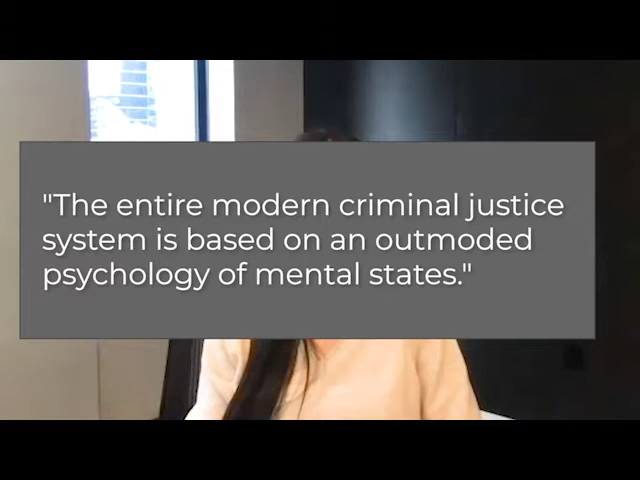 "The entire modern criminal justice
system is based on an outmoded
psychology of mental states."